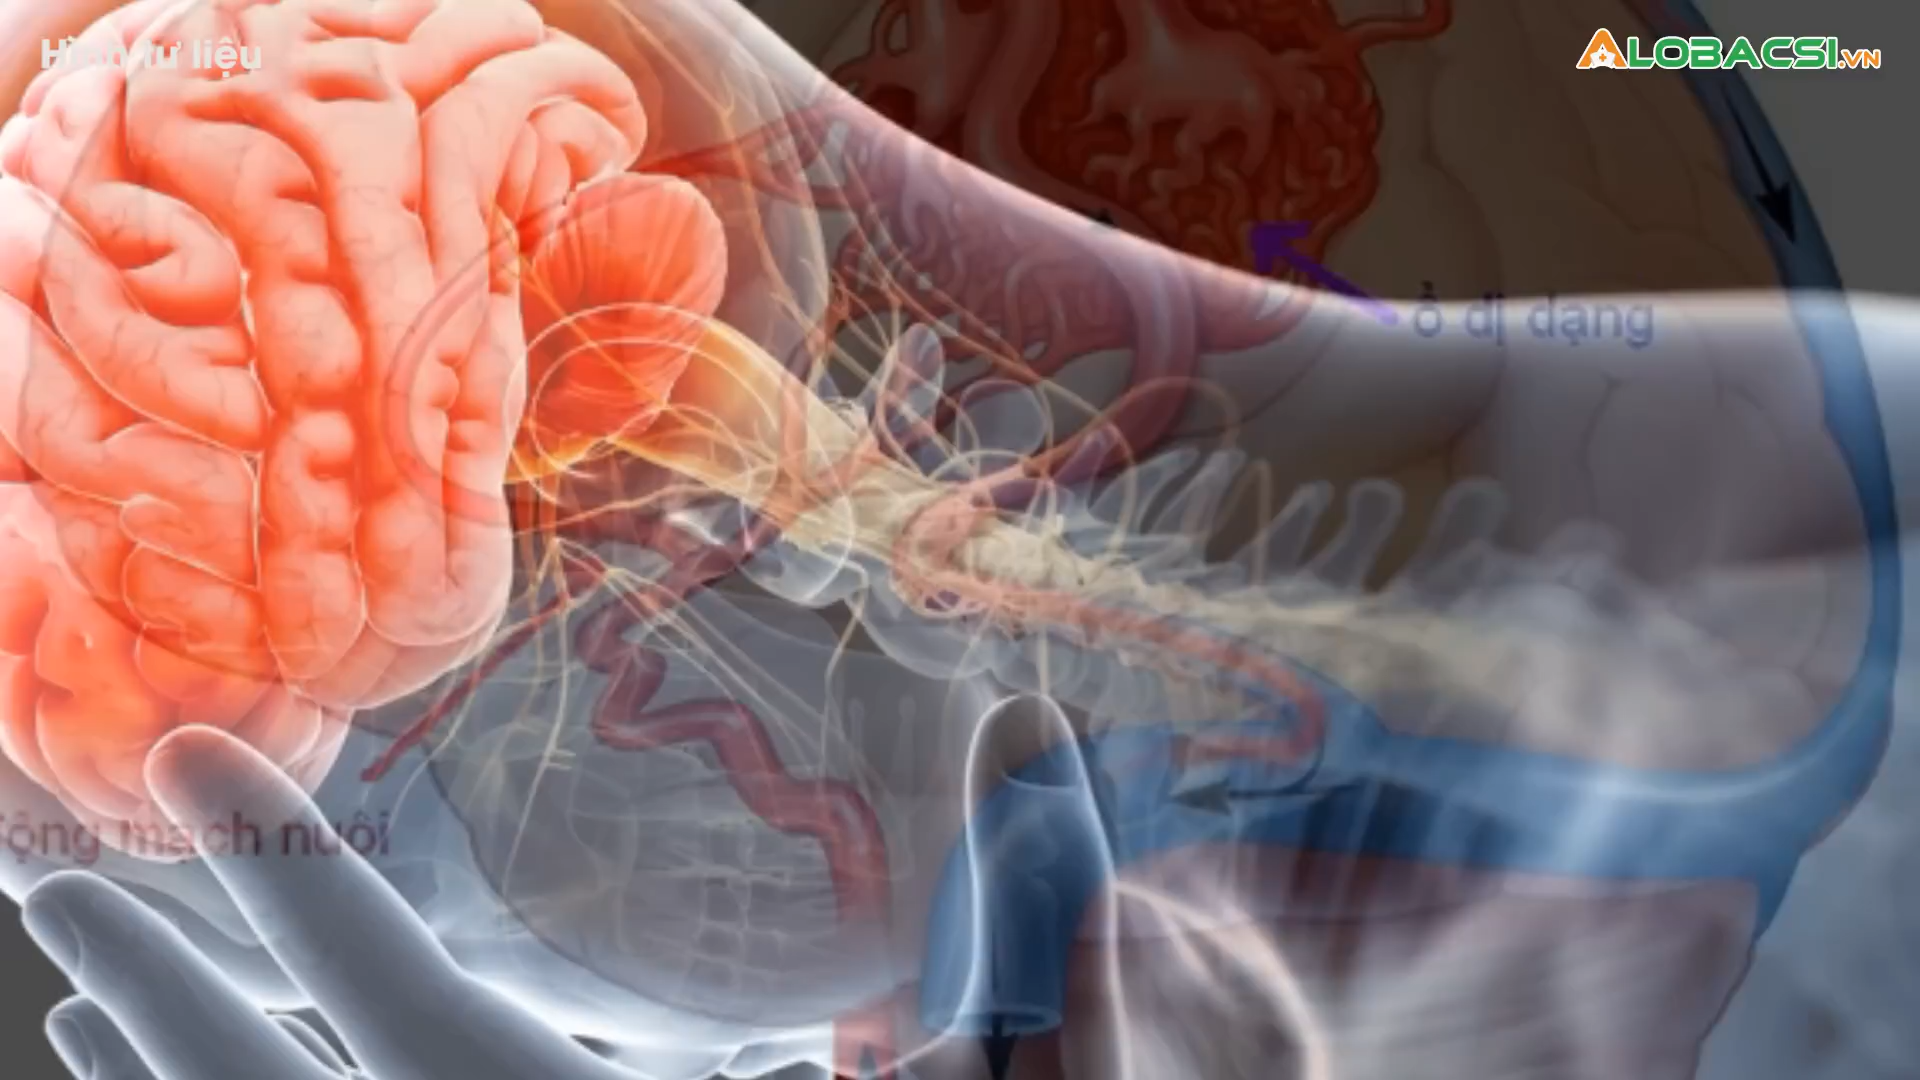 Hình tư liệu
ALOBACSI.VN
ổ dị dạng
động mạch nuôi